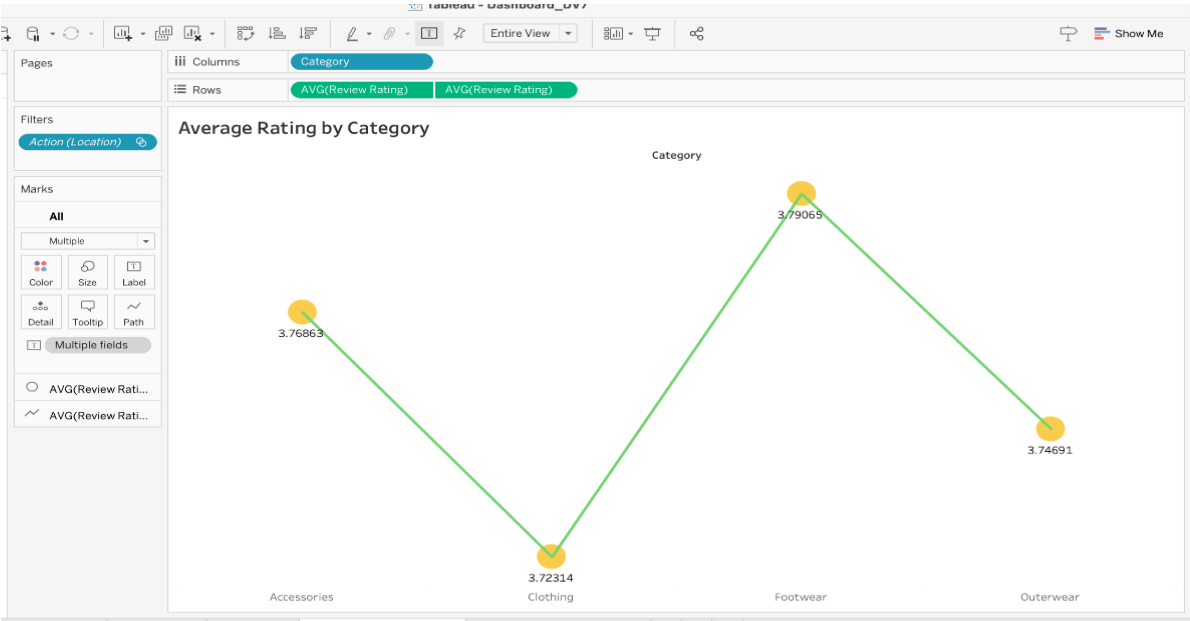 Tableau - Dashboard_DV7
Entire View
Show Me
Pages
iii Columns
Category
Rows
AVG(Review Rating) AVG(Review Rating)
Filters
Action (Location)
Average Rating by Category
Category
Marks
All
Multiple
Color Size Label
Detail Tooltip Path
Multiple fields
AVG(Review Rati...
AVG(Review Rati...
3.79065
3.76863
3.74691
3.72314
Accessories Clothing Footwear Outerwear